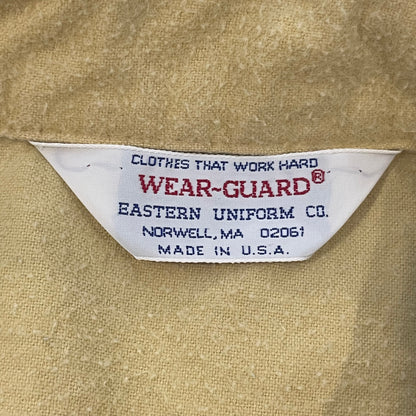 CLOTHES THAT WORK HARD
WEAR~GUARD®
EASTERN UNIFORM CO.
NORWELL, MA 02061
MADE IN U.S.A.